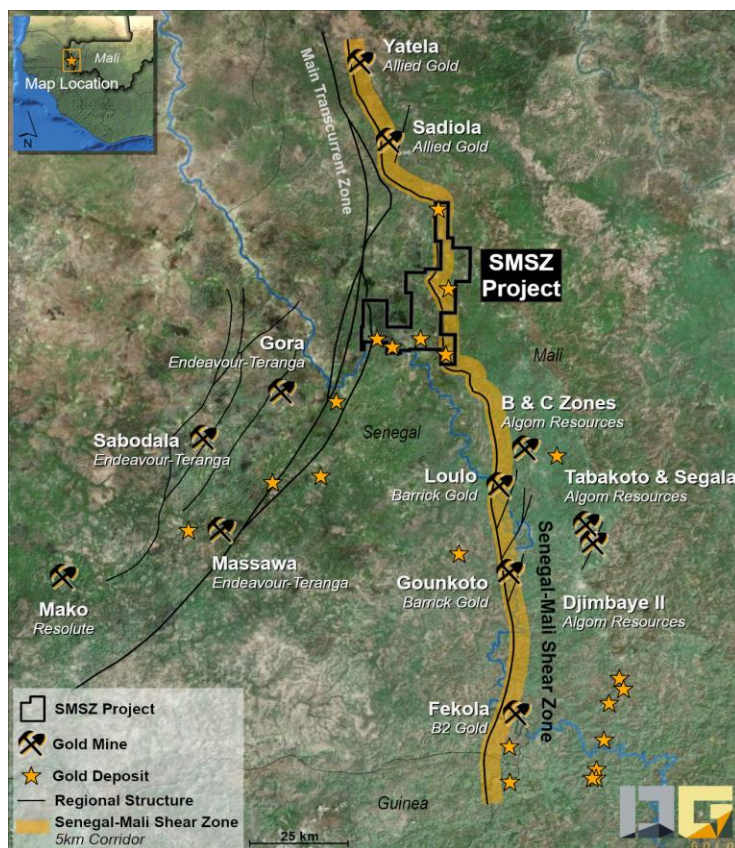 Mali
Map Location
N
Main Transcurrent Zone
Yatela
Allied Gold
Sadiola
Allied Gold
SMSZ
Project
Gora
Endeavour-Teranga
Mali
Sabodala
Endeavour-Teranga
Senegal
B & C Zones
Algom Resources
Loulo
Barrick Gold
Tabakoto & Segala
Algom Resources
Massawa
Endeavour-Teranga
Gounkoto
Barrick Gold
Senegal-Mali Shear Zone
Mako
Resolute
Djimbaye II
Algom Resources
Fekola
B2 Gold
SMSZ Project
Gold Mine
Gold Deposit
Regional Structure
Senegal-Mali Shear Zone
5km Corridor
25 km
Guinea
DG
GOLD